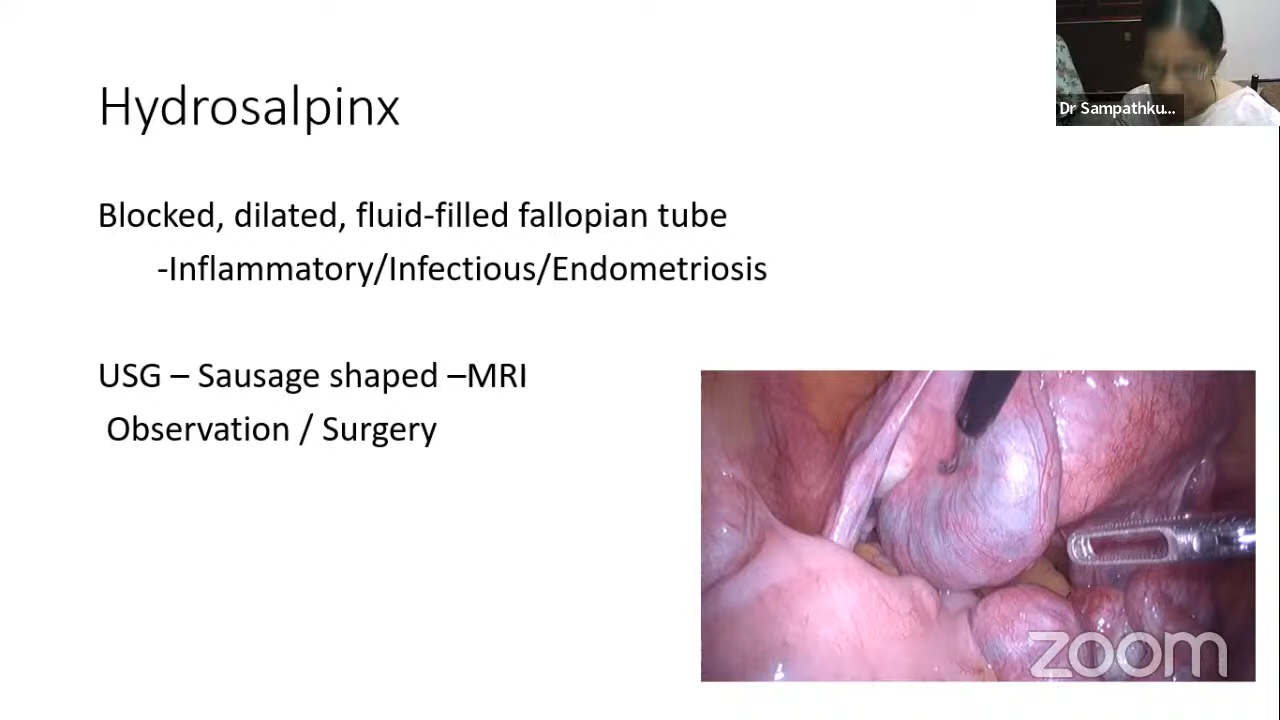 Hydrosalpinx
Dr Sampathku...
Blocked, dilated, fluid-filled fallopian tube
-Inflammatory/Infectious/Endometriosis
USG – Sausage shaped –MRI
Observation / Surgery
zoom